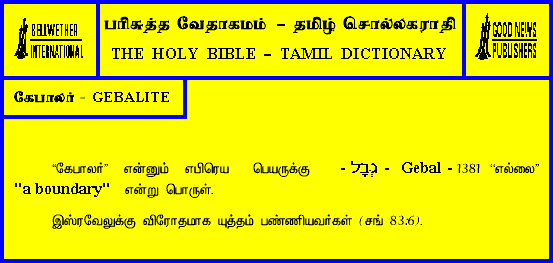 BELLWETHER
INTERNATIONAL
பரிசுத்த வேதாகமம் – தமிழ் சொல்லகராதி
THE HOLY BIBLE – TAMIL DICTIONARY
GOOD NEWS
PUBLISHERS
கேபாலர் - GEBALITE
“கேபாலர்” என்னும் எபிரெய பெயருக்கு - גְּבָל - Gebal - 1381 “எல்லை”
"a boundary" என்று பொருள்.
இஸ்ரவேலுக்கு விரோதமாக யுத்தம் பண்ணியவர்கள் (சங் 83:6).